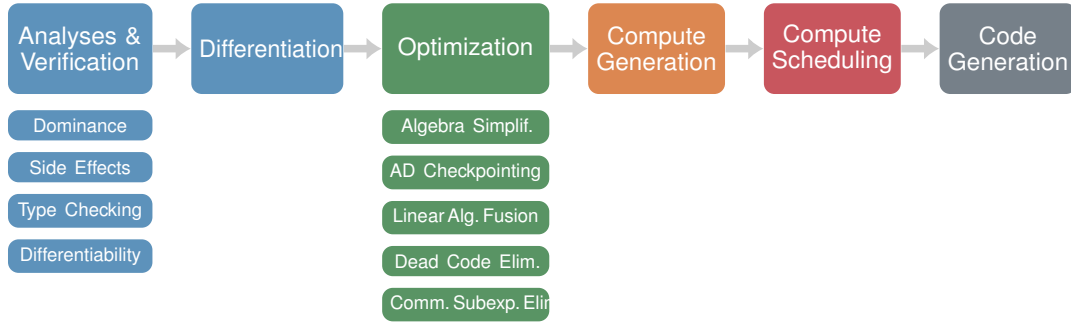 Analyses &
Verification
Differentiation
Optimization
Compute
Generation
Compute
Scheduling
Code
Generation
Dominance
Side Effects
Type Checking
Differentiability
Algebra Simplif.
AD Checkpointing
Linear Alg. Fusion
Dead Code Elim.
Comm. Subexp. Elim